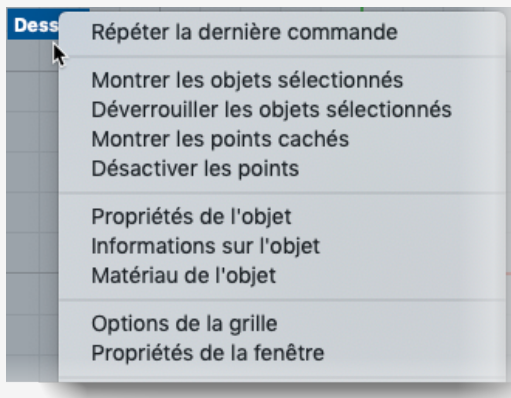 Dess
Répéter la dernière commande
Montrer les objets sélectionnés
Déverrouiller les objets sélectionnés
Montrer les points cachés
Désactiver les points
Propriétés de l'objet
Informations sur l'objet
Matériau de l'objet
Options de la grille
Propriétés de la fenêtre